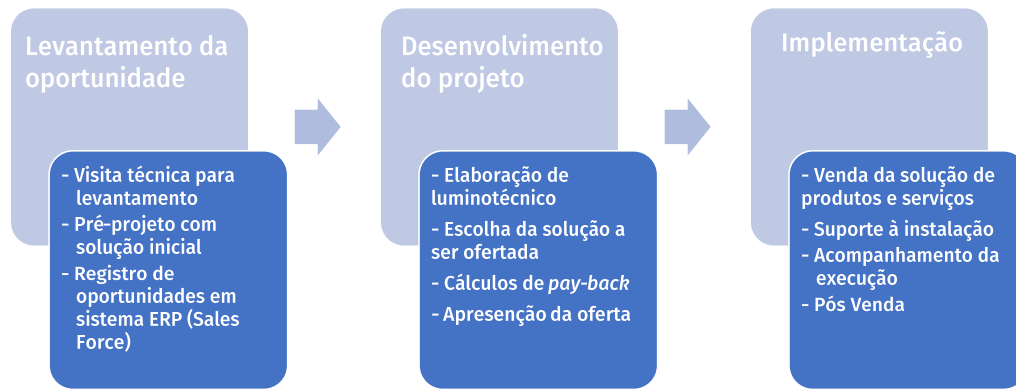 Levantamento da
oportunidade
- Visita técnica para
levantamento
- Pré-projeto com
solução inicial
- Registro de
oportunidades em
sistema ERP (Sales
Force)
Desenvolvimento
do projeto
- Elaboração de
luminotécnico
- Escolha da solução a
ser ofertada
- Cálculos de pay-back
- Apresenção da oferta
Implementação
- Venda da solução de
produtos e serviços
- Suporte à instalação
- Acompanhamento da
execução
- Pós Venda